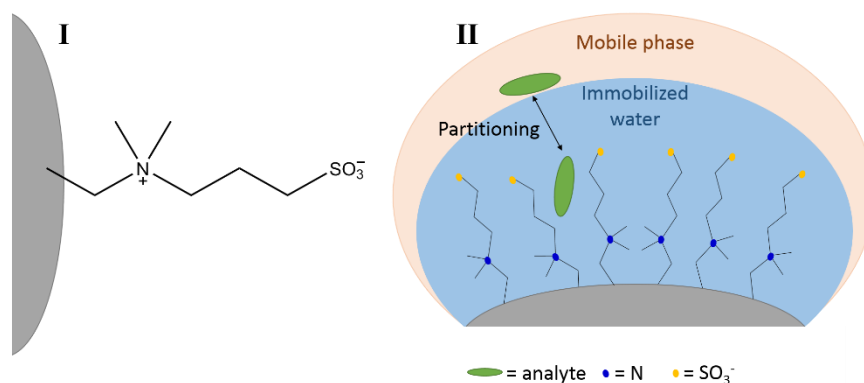 I
N
+
SO₃⁻
II
Mobile phase
Immobilized
water
Partitioning
= analyte = N = SO₃⁻